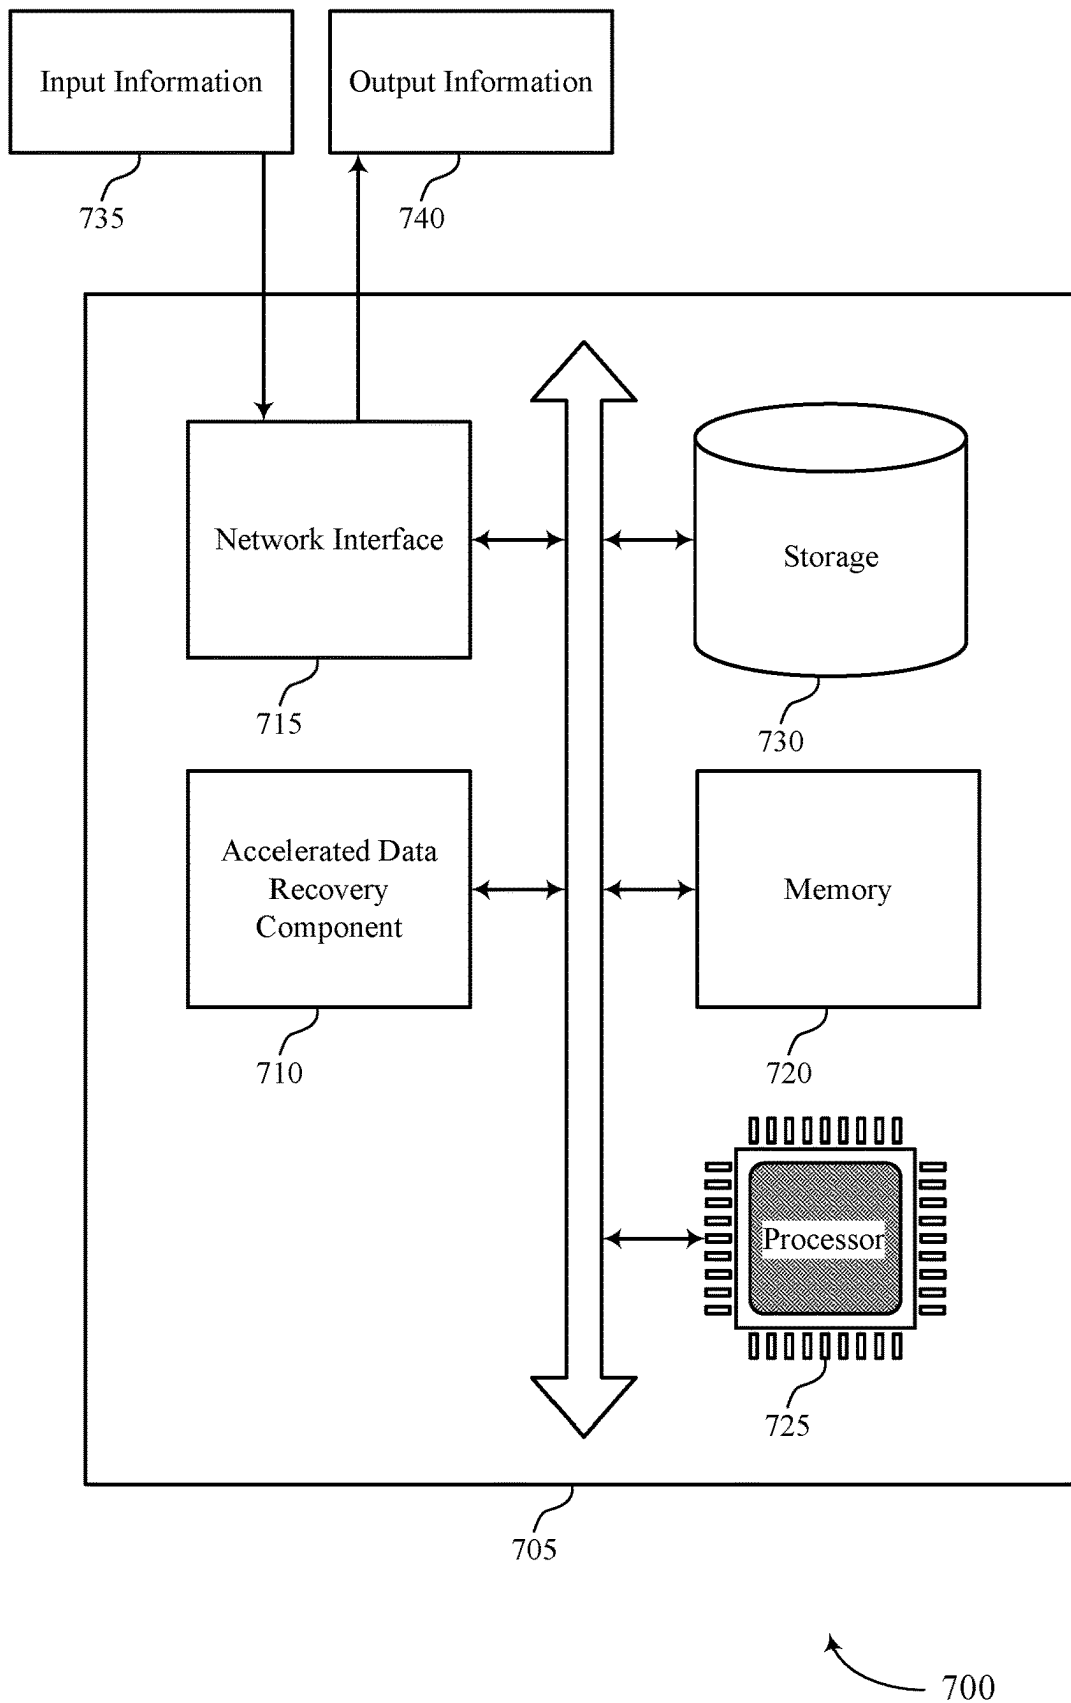 Input Information
Output Information
735
740
Network Interface
Storage
715
730
Accelerated Data
Recovery
Component
Memory
710
720
Processor
725
705
700